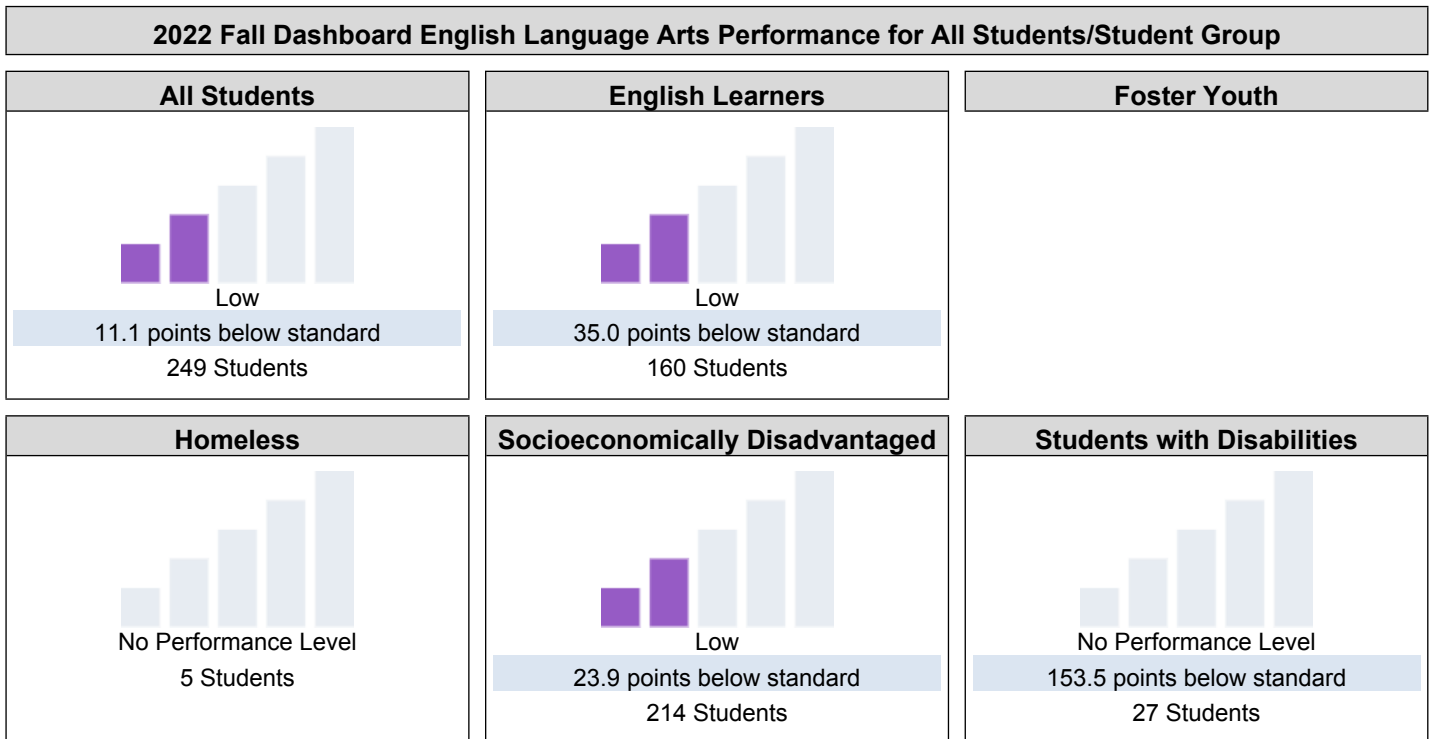 2022 Fall Dashboard English Language Arts Performance for All Students/Student Group
All Students
Low
11.1 points below standard
249 Students
English Learners
Low
35.0 points below standard
160 Students
Foster Youth
Homeless
No Performance Level
5 Students
Socioeconomically Disadvantaged
Low
23.9 points below standard
214 Students
Students with Disabilities
No Performance Level
153.5 points below standard
27 Students